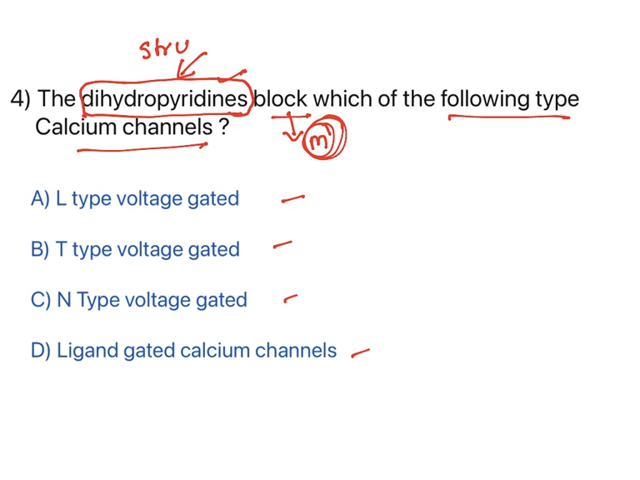 stru
4) The dihydropyridines block which of the following type
Calcium channels ?
m
A) L type voltage gated
B) T type voltage gated
C) N Type voltage gated
D) Ligand gated calcium channels